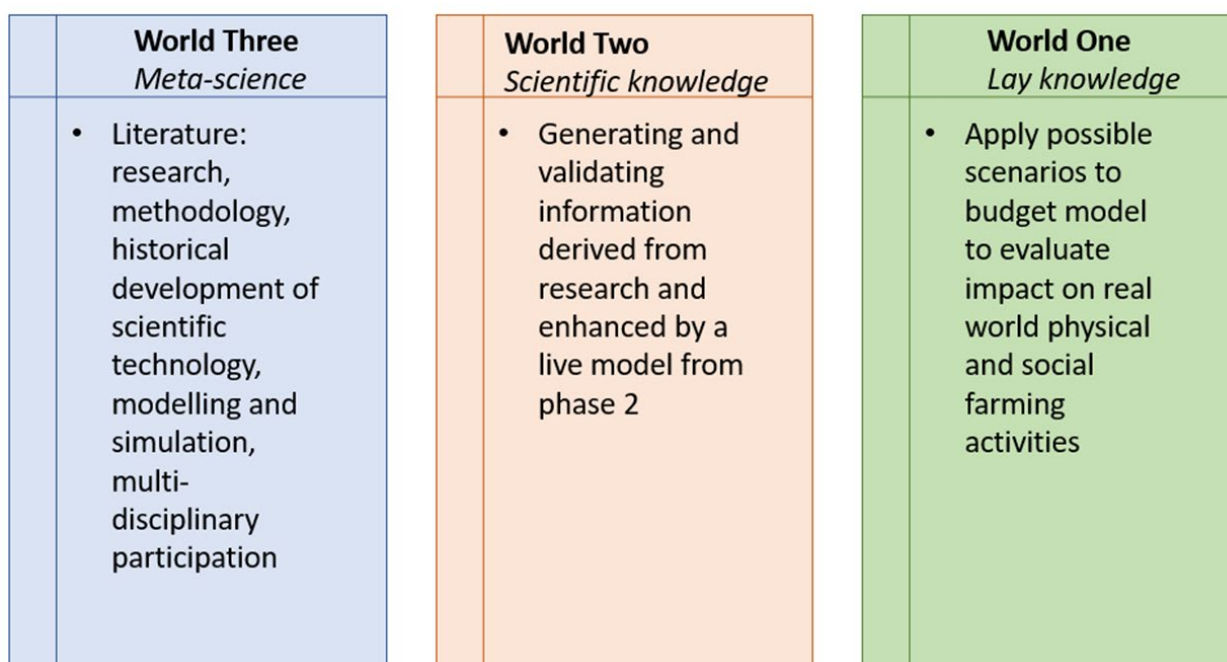 World Three
Meta-science
• Literature:
research,
methodology,
historical
development of
scientific
technology,
modelling and
simulation,
multi-
disciplinary
participation
World Two
Scientific knowledge
• Generating and
validating
information
derived from
research and
enhanced by a
live model from
phase 2
World One
Lay knowledge
• Apply possible
scenarios to
budget model
to evaluate
impact on real
world physical
and social
farming
activities